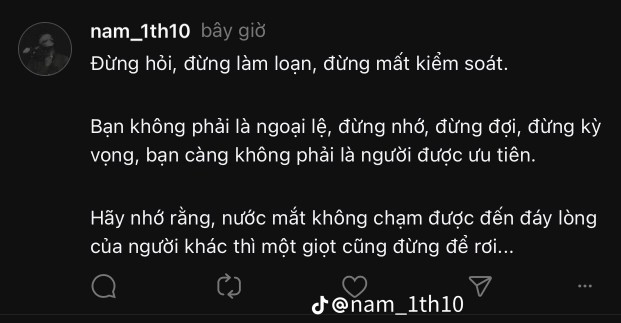 nam_1th10 bây giờ
Đừng hỏi, đừng làm loạn, đừng mất kiểm soát.
Bạn không phải là ngoại lệ, đừng nhớ, đừng đợi, đừng kỳ
vọng, bạn càng không phải là người được ưu tiên.
Hãy nhớ rằng, nước mắt không chạm được đến đáy lòng
của người khác thì một giọt cũng đừng để rơi...
@nam_1th10